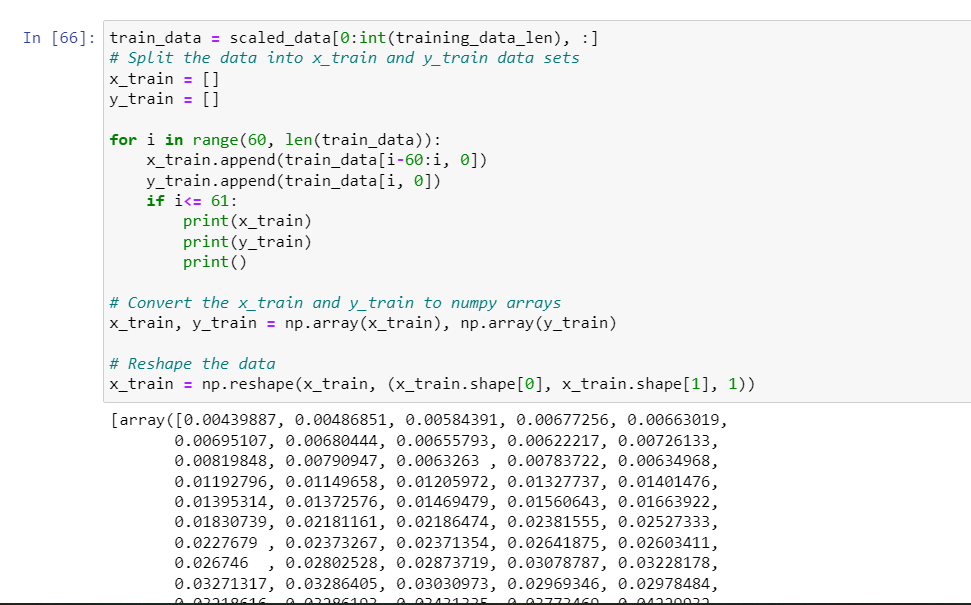 In [66]: train_data = scaled_data[0:int(training_data_len), :]
# Split the data into x_train and y_train data sets
x_train = []
y_train = []
for i in range(60, len(train_data)):
x_train.append(train_data[i-60:i, 0])
y_train.append(train_data[i, 0])
if i<= 61:
print(x_train)
print(y_train)
print()
# Convert the x_train and y_train to numpy arrays
x_train, y_train = np.array(x_train), np.array(y_train)
# Reshape the data
x_train = np.reshape(x_train, (x_train.shape[0], x_train.shape[1], 1))
[array([0.00439887, 0.00486851, 0.00584391, 0.00677256, 0.00663019,
0.00695107, 0.00680444, 0.00655793, 0.00622217, 0.00726133,
0.00819848, 0.00790947, 0.0063263 , 0.00783722, 0.00634968,
0.01192796, 0.01149658, 0.01205972, 0.01327737, 0.01401476,
0.01395314, 0.01372576, 0.01469479, 0.01560643, 0.01663922,
0.01830739, 0.02181161, 0.02186474, 0.02381555, 0.02527333,
0.0227679 , 0.02373267, 0.02371354, 0.02641875, 0.02603411,
0.026746  , 0.02802528, 0.02873719, 0.03078787, 0.03228178,
0.03271317, 0.03286405, 0.03030973, 0.02969346, 0.02978484,